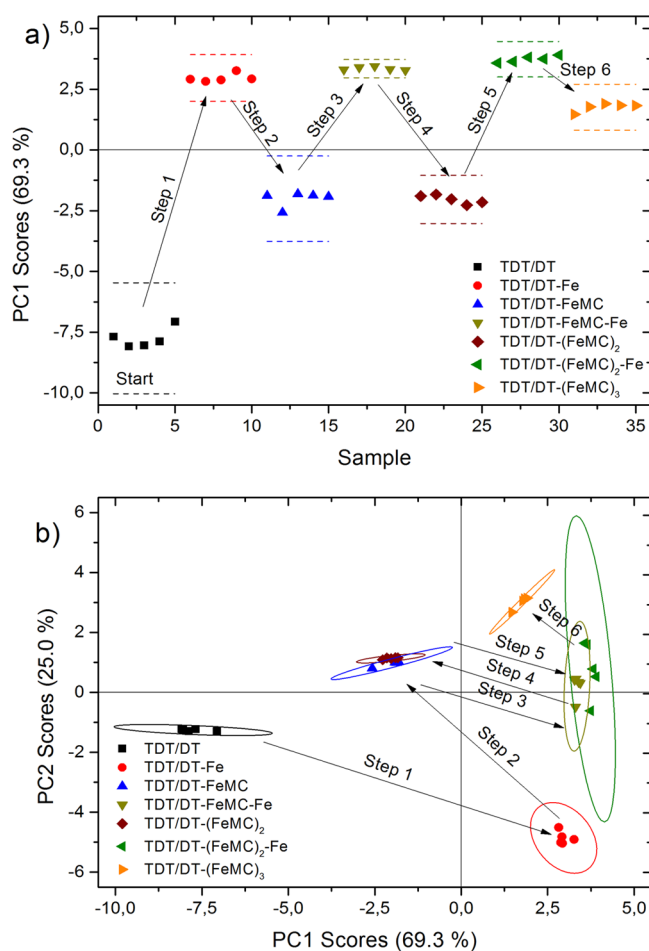 a)
5,0
2,5
0,0
-2,5
-5,0
-7,5
-10,0
PC1 Scores (69.3 %)
Step 1
Step 2
Step 3
Step 4
Step 5
Step 6
Start
TDT/DT
TDT/DT-Fe
TDT/DT-FeMC
TDT/DT-FeMC-Fe
TDT/DT-(FeMC)2
TDT/DT-(FeMC)2-Fe
TDT/DT-(FeMC)3
0 5 10 15 20 25 30 35
Sample
b)
6
4
2
0
-2
-4
-6
PC2 Scores (25.0 %)
Step 6
Step 5
Step 4
Step 3
Step 2
Step 1
TDT/DT
TDT/DT-Fe
TDT/DT-FeMC
TDT/DT-FeMC-Fe
TDT/DT-(FeMC)2
TDT/DT-(FeMC)2-Fe
TDT/DT-(FeMC)3
-10,0 -7,5 -5,0 -2,5 0,0 2,5 5,0
PC1 Scores (69.3 %)